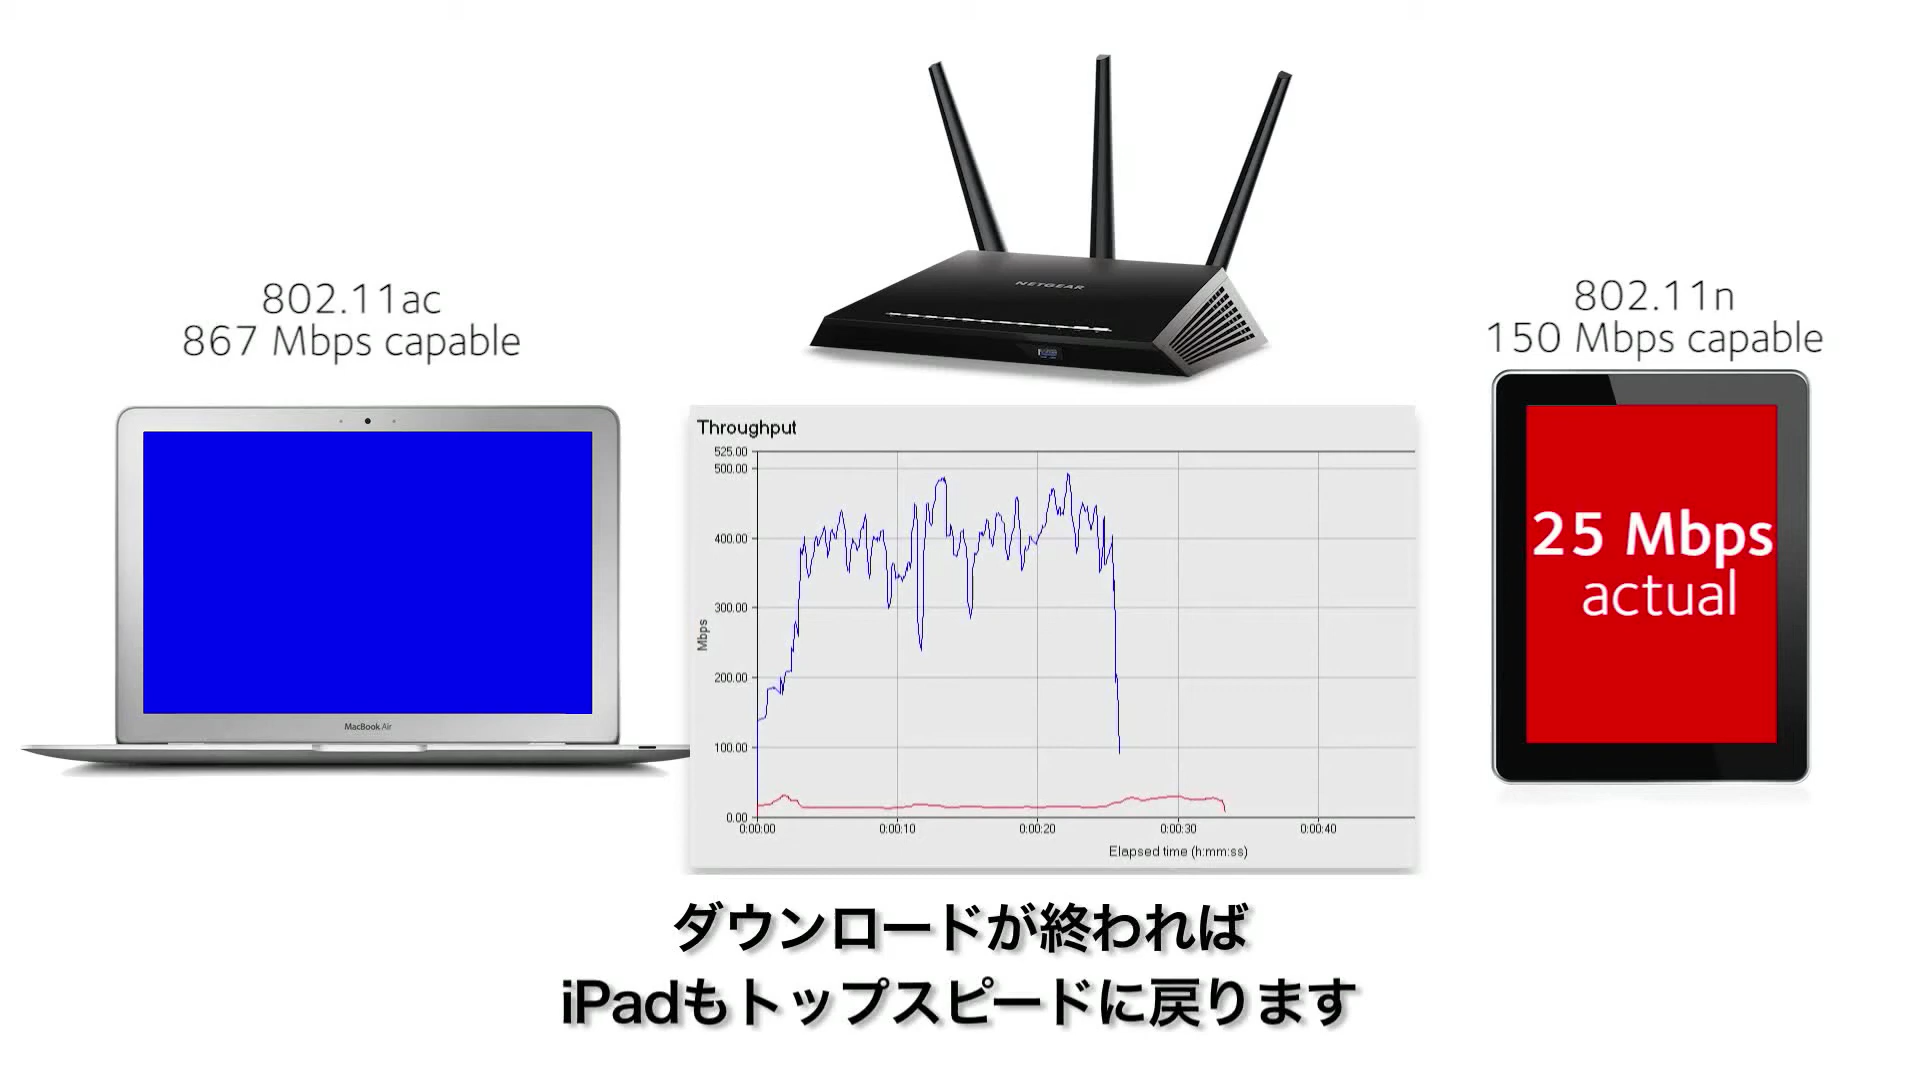 NETGEAR
802.11ac
867 Mbps capable
802.11n
150 Mbps capable
MacBook Air
Throughput
525.00
500.00
400.00
300.00
200.00
100.00
0.00
Mbps
0:00:00
0:00:10
0:00:20
0:00:30
0:00:40
Elapsed time (h:mm:ss)
25 Mbps
actual
ダウンロードが終われば
iPadもトップスピードに戻ります